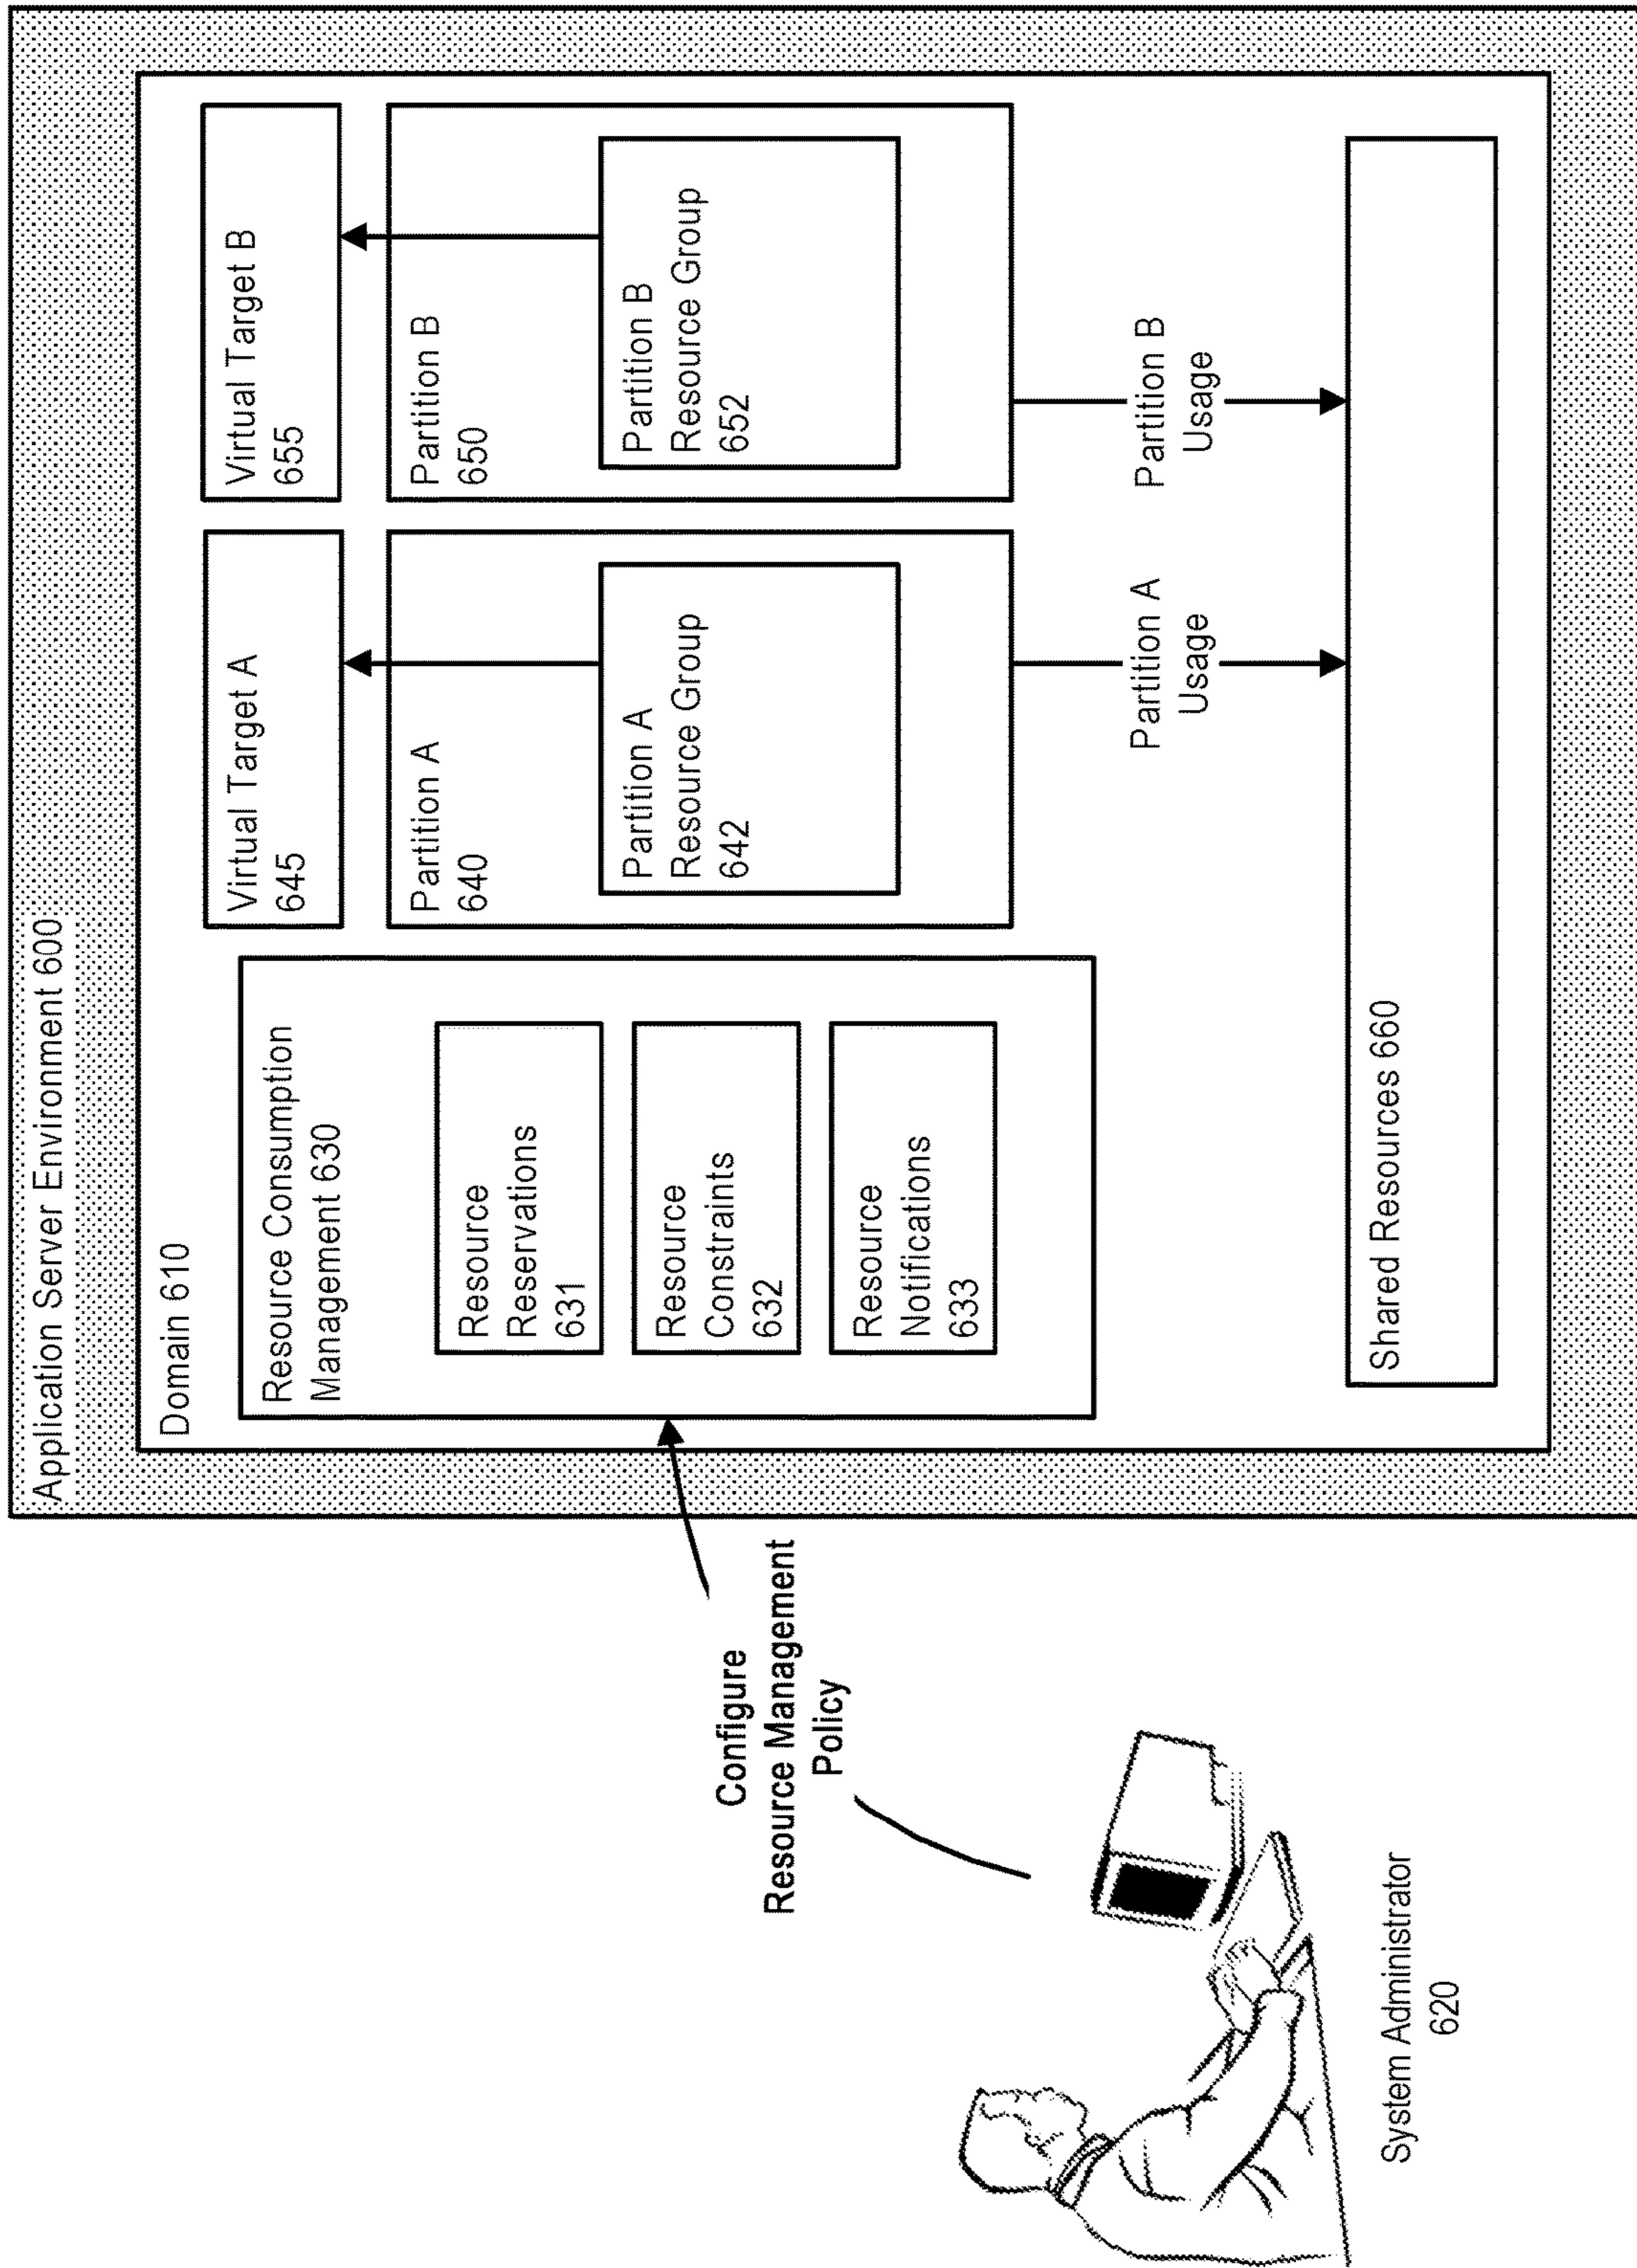 Application Server Environment 600
Domain 610
Resource Consumption
Management 630
Resource
Reservations
631
Resource
Constraints
632
Resource
Notifications
633
Virtual Target A
645
Partition A
640
Partition A
Resource Group
642
Virtual Target B
655
Partition B
650
Partition B
Resource Group
652
Partition A
Usage
Partition B
Usage
Shared Resources 660
Configure
Resource Management
Policy
System Administrator
620